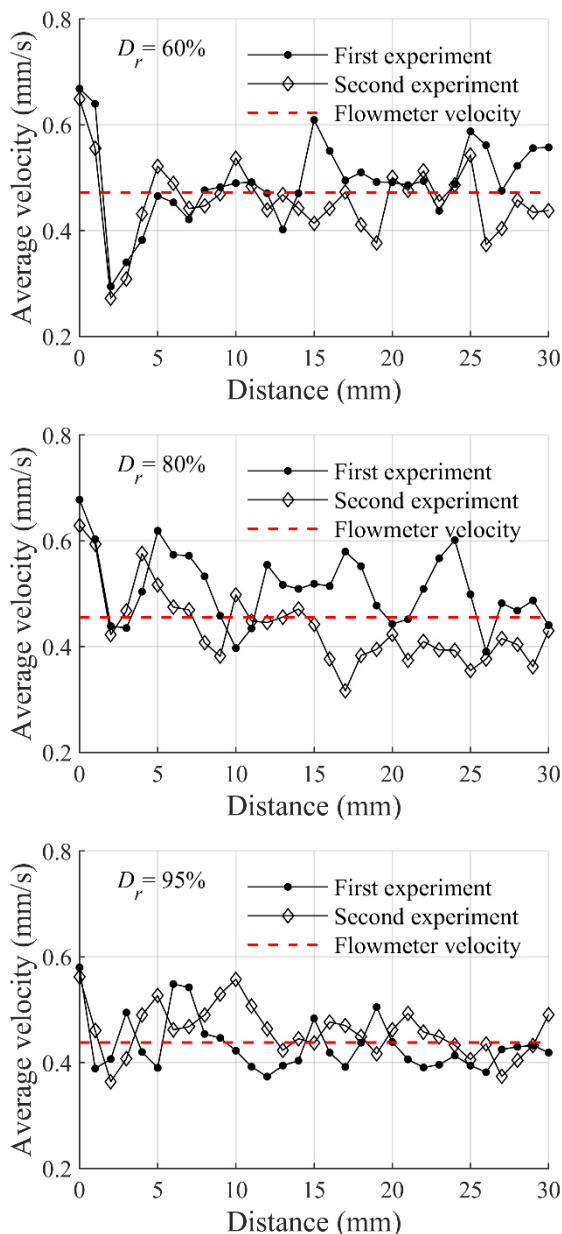 0.8
D_r = 60%
First experiment
Second experiment
Flowmeter velocity
0.6
0.4
0.2
Average velocity (mm/s)
0 5 10 15 20 25 30
Distance (mm)
0.8
D_r = 80%
First experiment
Second experiment
Flowmeter velocity
0.6
0.4
0.2
Average velocity (mm/s)
0 5 10 15 20 25 30
Distance (mm)
0.8
D_r = 95%
First experiment
Second experiment
Flowmeter velocity
0.6
0.4
0.2
Average velocity (mm/s)
0 5 10 15 20 25 30
Distance (mm)